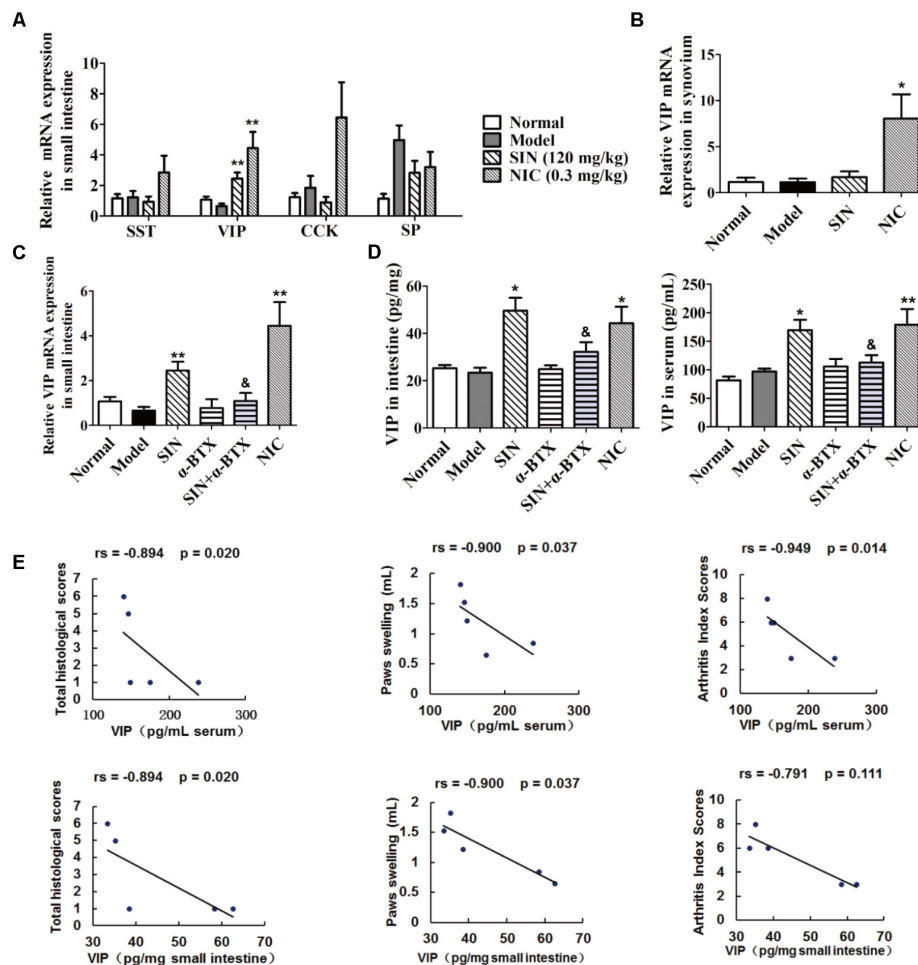 A
Relative mRNA expression
in small intestine
10
8
6
4
2
0
SST VIP CCK SP
** **
Normal
Model
SIN (120 mg/kg)
NIC (0.3 mg/kg)
B
Relative VIP mRNA
expression in synovium
15
10
5
0
*
Normal Model SIN NIC
C
Relative VIP mRNA expression
in small intestine
6
4
2
0
** & **
Normal Model SIN α-BTX SIN+α-BTX NIC
D
VIP in intestine (pg/mg)
60
40
20
0
* & *
Normal Model SIN α-BTX SIN+α-BTX NIC
VIP in serum (pg/mL)
250
200
150
100
50
0
* & **
Normal Model SIN α-BTX SIN+α-BTX NIC
E
rs = -0.894 p = 0.020
Total histological scores
7
6
5
4
3
2
1
0
100 200 300
VIP (pg/mL serum)
rs = -0.900 p = 0.037
Paws swelling (mL)
2
1.5
1
0.5
0
100 200 300
VIP (pg/mL serum)
rs = -0.949 p = 0.014
Arthritis Index Scores
10
8
6
4
2
0
100 200 300
VIP (pg/mL serum)
rs = -0.894 p = 0.020
Total histological scores
7
6
5
4
3
2
1
0
30 40 50 60 70
VIP (pg/mg small intestine)
rs = -0.900 p = 0.037
Paws swelling (mL)
2
1.5
1
0.5
0
30 40 50 60 70
VIP (pg/mg small intestine)
rs = -0.791 p = 0.111
Arthritis Index Scores
10
8
6
4
2
0
30 40 50 60 70
VIP (pg/mg small intestine)